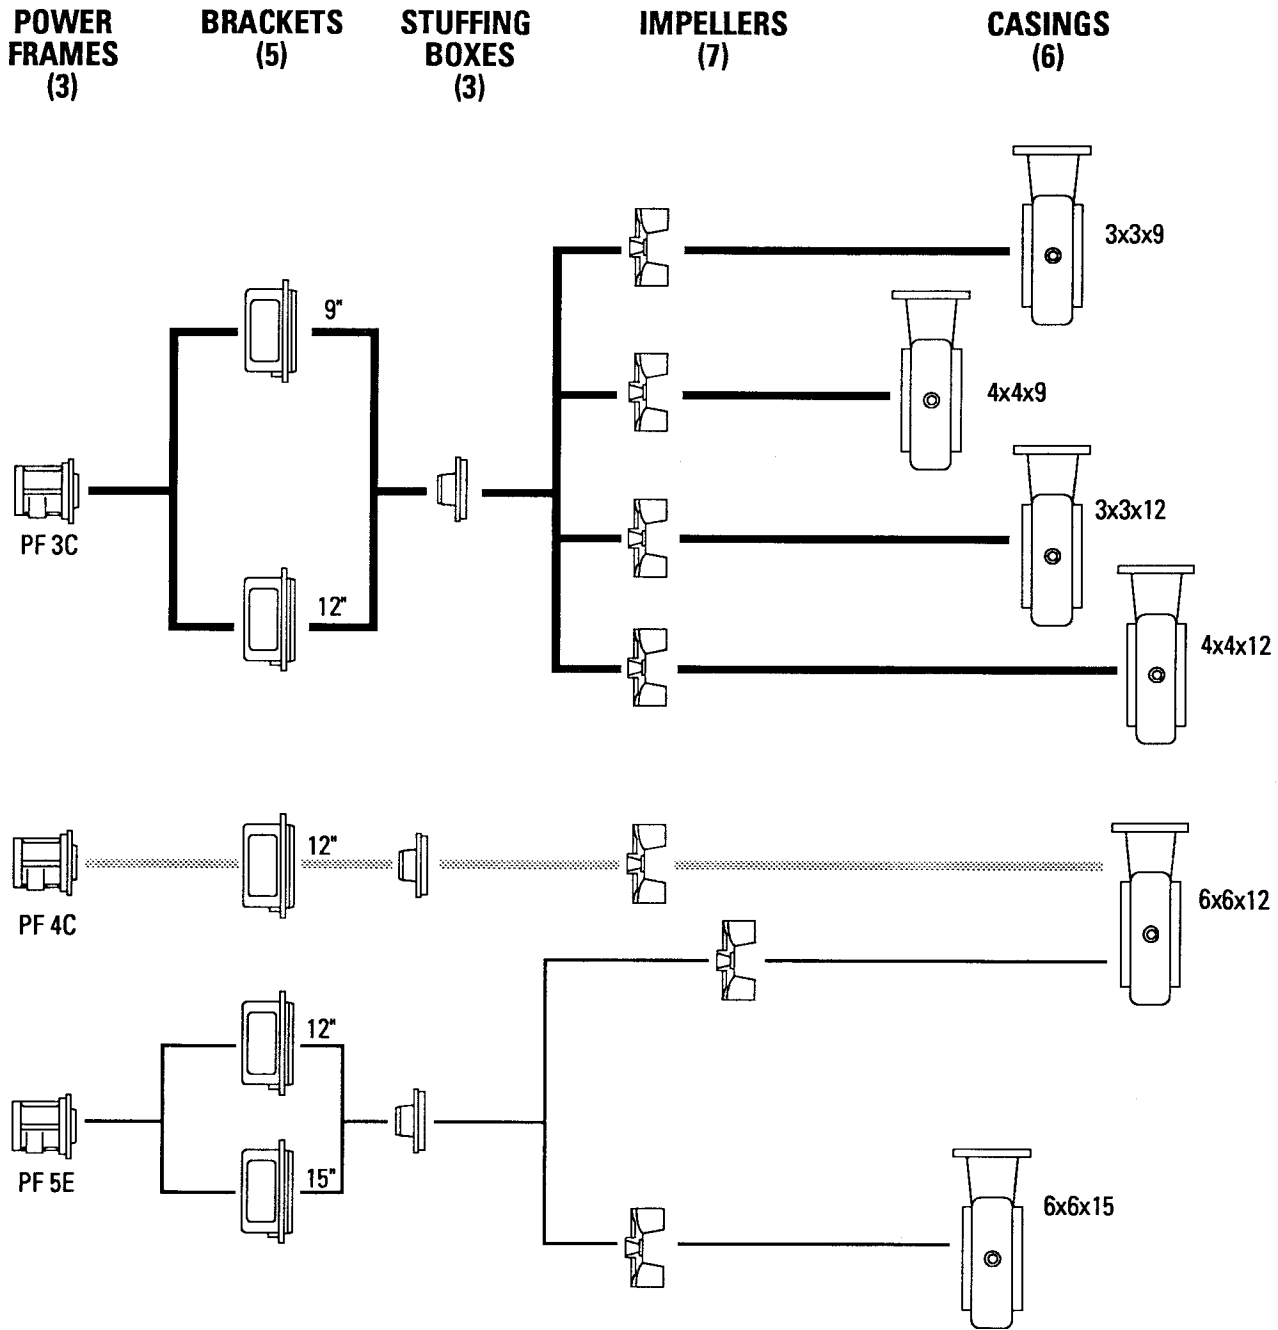 POWER
FRAMES
(3)
BRACKETS
(5)
STUFFING
BOXES
(3)
IMPELLERS
(7)
CASINGS
(6)
3x3x9
9"
4x4x9
3x3x12
PF 3C
12"
4x4x12
12"
6x6x12
PF 4C
12"
15"
PF 5E
6x6x15